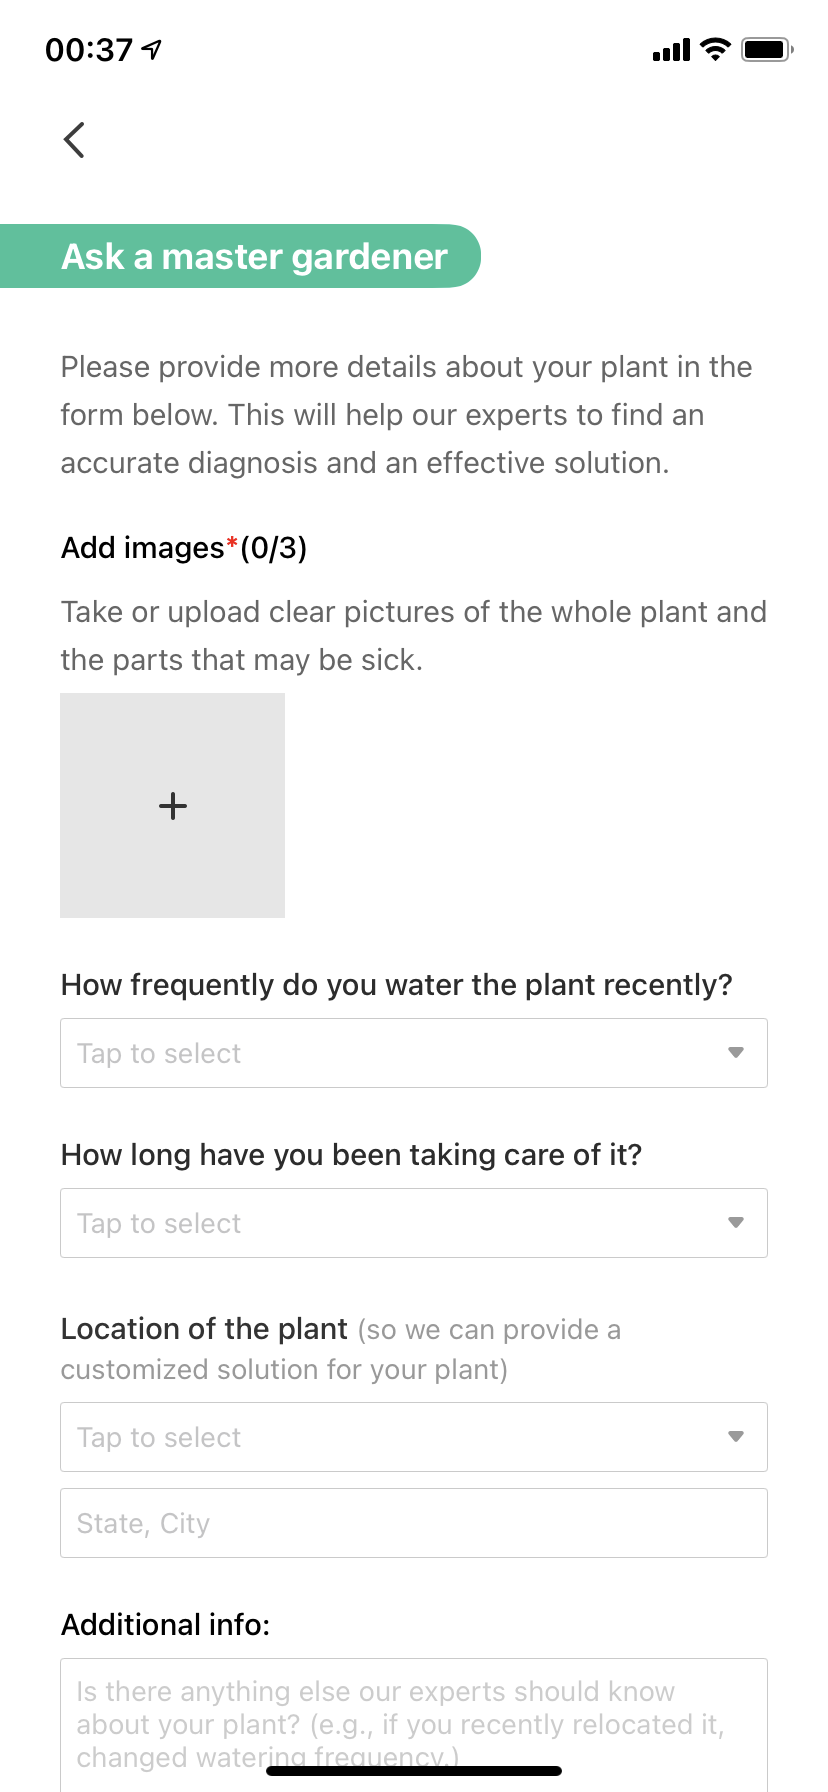 00:37
Ask a master gardener
Please provide more details about your plant in the
form below. This will help our experts to find an
accurate diagnosis and an effective solution.
Add images*(0/3)
Take or upload clear pictures of the whole plant and
the parts that may be sick.
+
How frequently do you water the plant recently?
Tap to select
How long have you been taking care of it?
Tap to select
Location of the plant (so we can provide a
customized solution for your plant)
Tap to select
State, City
Additional info:
Is there anything else our experts should know
about your plant? (e.g., if you recently relocated it,
changed watering frequency.)